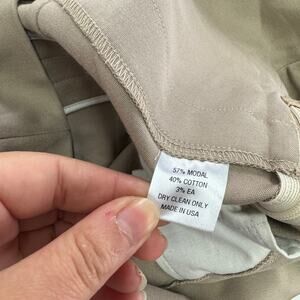 57% MODAL
40% COTTON
3% EA
DRY CLEAN ONLY
MADE IN USA